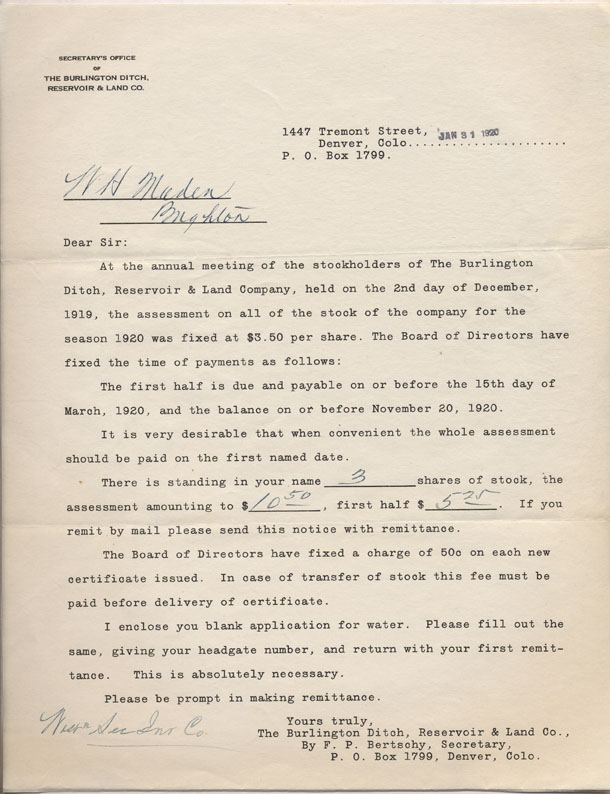 SECRETARY'S OFFICE
OF
THE BURLINGTON DITCH,
RESERVOIR & LAND CO.
1447 Tremont Street, JAN 31 1920
Denver, Colo......................
P. O. Box 1799.
W H Maden
Brighton
Dear Sir:
At the annual meeting of the stockholders of The Burlington
Ditch, Reservoir & Land Company, held on the 2nd day of December,
1919, the assessment on all of the stock of the company for the
season 1920 was fixed at $3.50 per share. The Board of Directors have
fixed the time of payments as follows:
The first half is due and payable on or before the 15th day of
March, 1920, and the balance on or before November 20, 1920.
It is very desirable that when convenient the whole assessment
should be paid on the first named date.
There is standing in your name 3 shares of stock, the
assessment amounting to $10 50, first half $5 25. If you
remit by mail please send this notice with remittance.
The Board of Directors have fixed a charge of 50c on each new
certificate issued. In case of transfer of stock this fee must be
paid before delivery of certificate.
I enclose you blank application for water. Please fill out the
same, giving your headgate number, and return with your first remit-
tance. This is absolutely necessary.
Please be prompt in making remittance.
Yours truly,
The Burlington Ditch, Reservoir & Land Co.,
By F. P. Bertschy, Secretary,
P. O. Box 1799, Denver, Colo.
Sec Inv Co.